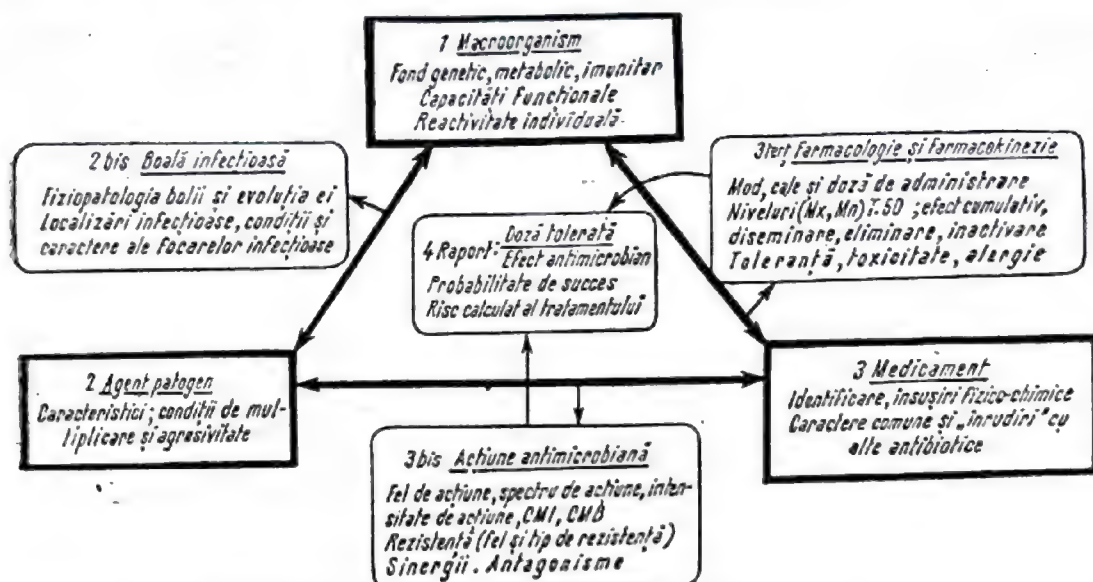 1 Macroorganism
Fond genetic, metabolic, imunitar
Capacități Funcționale
Reactivitate individuală.
2 bis Boală infecțioasă
Fiziopatologia bolii si evoluția ei
Localizări infecțioase, condiții și
caractere ale focarelor infecțioase
3 terț Farmacologie și Farmacokinezie
Mod, cale și doză de administrare
Niveluri (Mx, Mn) T.50 ; efect cumulativ,
diseminare, eliminare, inactivare
Toleranță, toxicitate, alergie
4 Raport: Doză tolerată
Efect antimicrobian
Probabilitate de succes
Risc calculat al tratamentului
2 Agent patogen
Caracteristici ; condiții de mul-
tiplicare și agresivitate
3 Medicament
Identificare, însușiri fizico-chimice
Caractere comune și „înrudiri” cu
alte antibiotice
3 bis Acțiune antimicrobiană
Fel de acțiune, spectru de acțiune, inten-
sitate de acțiune, CMI, CMB
Rezistență (fel și tip de rezistență)
Sinergii. Antagonisme